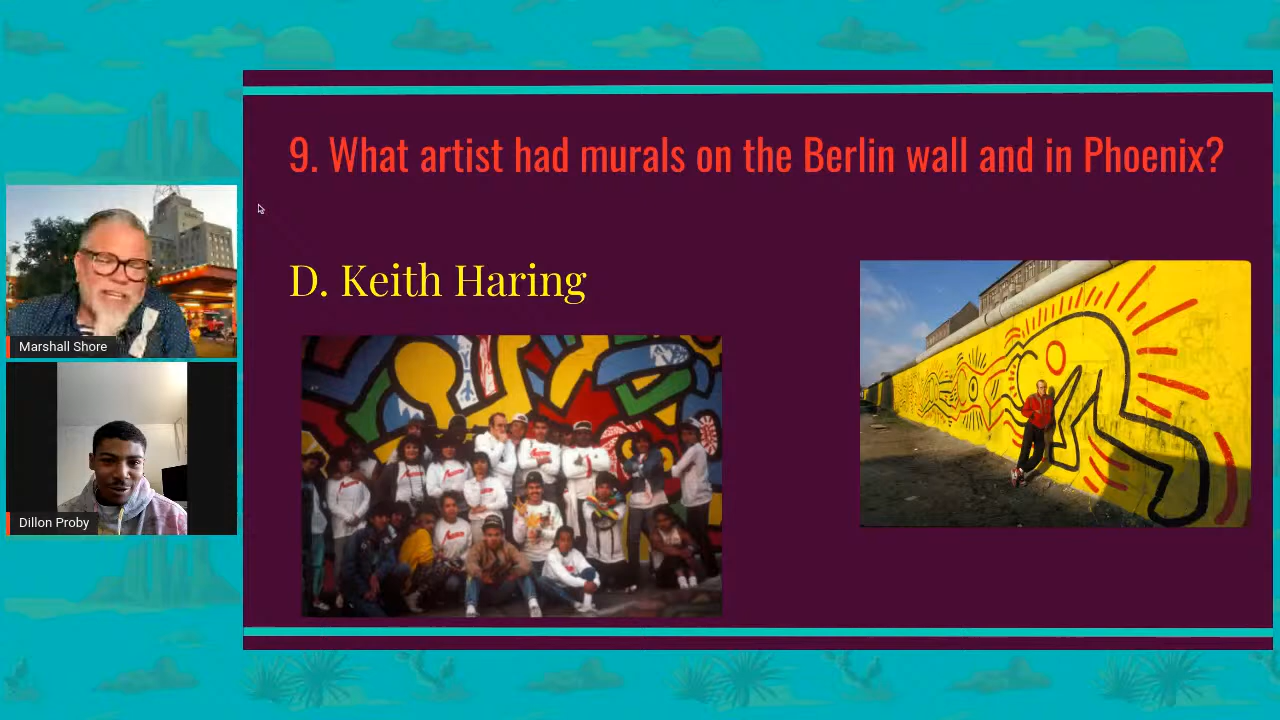 9. What artist had murals on the Berlin wall and in Phoenix?
D. Keith Haring
Marshall Shore
Dillon Proby